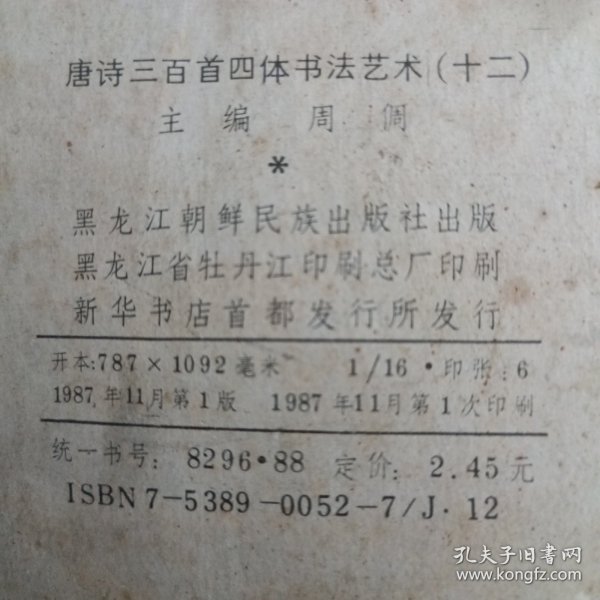 唐诗三百首四体书法艺术(十二)
主编 周倜
*
黑龙江朝鲜民族出版社出版
黑龙江省牡丹江印刷总厂印刷
新华书店首都发行所发行
开本:787×1092毫米 1/16·印张:6
1987年11月第1版 1987年11月第1次印刷
统一书号: 8296·88 定价: 2.45元
ISBN 7-5389-0052-7/J·12
孔夫子旧书网
www.kongfz.com